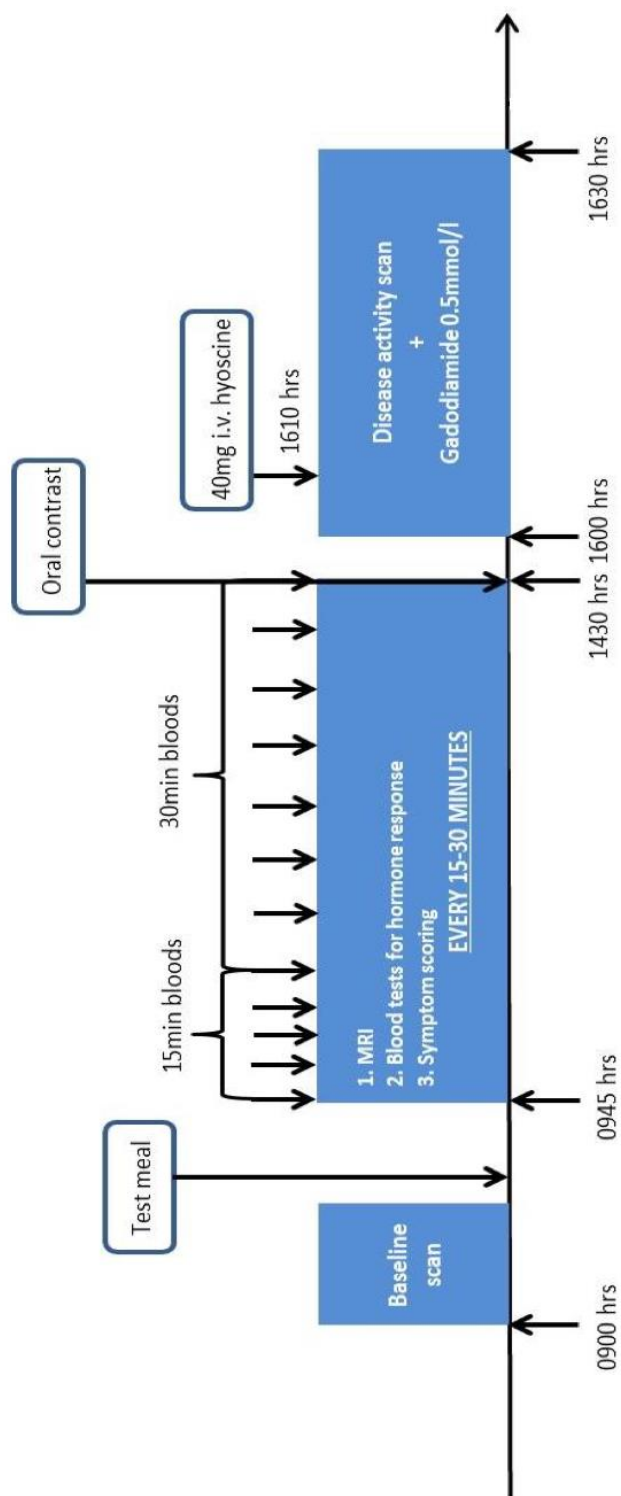 Test meal
Oral contrast
40mg i.v. hyoscine
15min bloods
30min bloods
1610 hrs
Baseline
scan
1. MRI
2. Blood tests for hormone response
3. Symptom scoring
EVERY 15-30 MINUTES
Disease activity scan
+
Gadodiamide 0.5mmol/l
0900 hrs
0945 hrs
1430 hrs
1600 hrs
1630 hrs